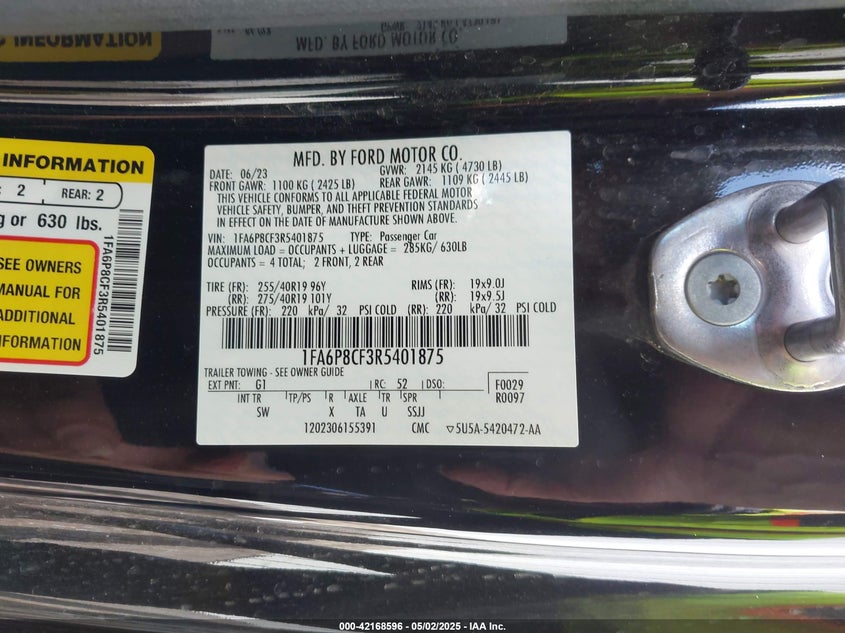 INFORMATION
MFD. BY FORD MOTOR CO.
INFORMATION
: 2 REAR: 2
g or 630 lbs.
SEE OWNERS
MANUAL FOR
ADDITIONAL
INFORMATION
1FA6P8CF3R5401875
MFD. BY FORD MOTOR CO.
DATE: 06/23 GVWR: 2145 KG ( 4730 LB)
FRONT GAWR: 1100 KG ( 2425 LB) REAR GAWR: 1109 KG ( 2445 LB)
THIS VEHICLE CONFORMS TO ALL APPLICABLE FEDERAL MOTOR
VEHICLE SAFETY, BUMPER, AND THEFT PREVENTION STANDARDS
IN EFFECT ON THE DATE OF MANUFACTURE SHOWN ABOVE.
VIN: 1FA6P8CF3R5401875 TYPE: Passenger Car
MAXIMUM LOAD = OCCUPANTS + LUGGAGE = 285KG/ 630LB
OCCUPANTS = 4 TOTAL; 2 FRONT, 2 REAR
TIRE (FR): 255/40R19 96Y RIMS (FR): 19x9.0J
(RR): 275/40R19 101Y (RR): 19x9.5J
PRESSURE (FR): 220 kPa/ 32 PSI COLD (RR): 220 kPa/ 32 PSI COLD
1FA6P8CF3R5401875
TRAILER TOWING - SEE OWNER GUIDE
EXT PNT: G1 RC: 52 DSO: F0029
INT TR TP/PS R AXLE TR SPR R0097
SW X TA U SSJJ
1202306155391 CMC 5U5A-5420472-AA
000-42168596 - 05/02/2025 - IAA Inc.